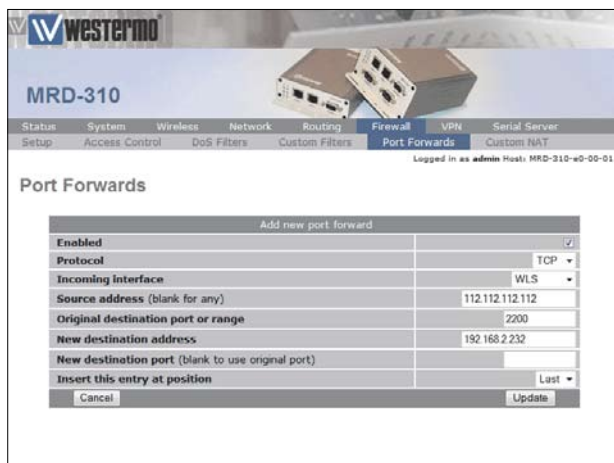 westermo
MRD-310
Status System Wireless Network Routing Firewall VPN Serial Server
Setup Access Control DoS Filters Custom Filters Port Forwards Custom NAT
Logged in as admin Host: MRD-310-e0-00-01
Port Forwards
Add new port forward
Enabled
Protocol TCP
Incoming interface WLS
Source address (blank for any) 112.112.112.112
Original destination port or range 2200
New destination address 192.168.2.232
New destination port (blank to use original port)
Insert this entry at position Last
Cancel Update